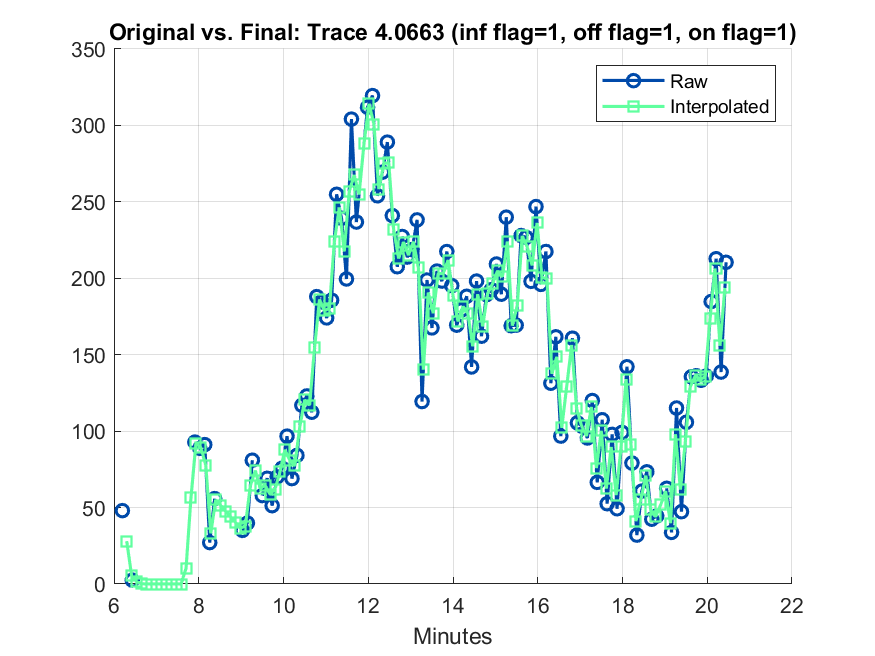 Original vs. Final: Trace 4.0663 (inf flag=1, off flag=1, on flag=1)
350
300
250
200
150
100
50
0
6 8 10 12 14 16 18 20 22
Minutes
Raw
Interpolated